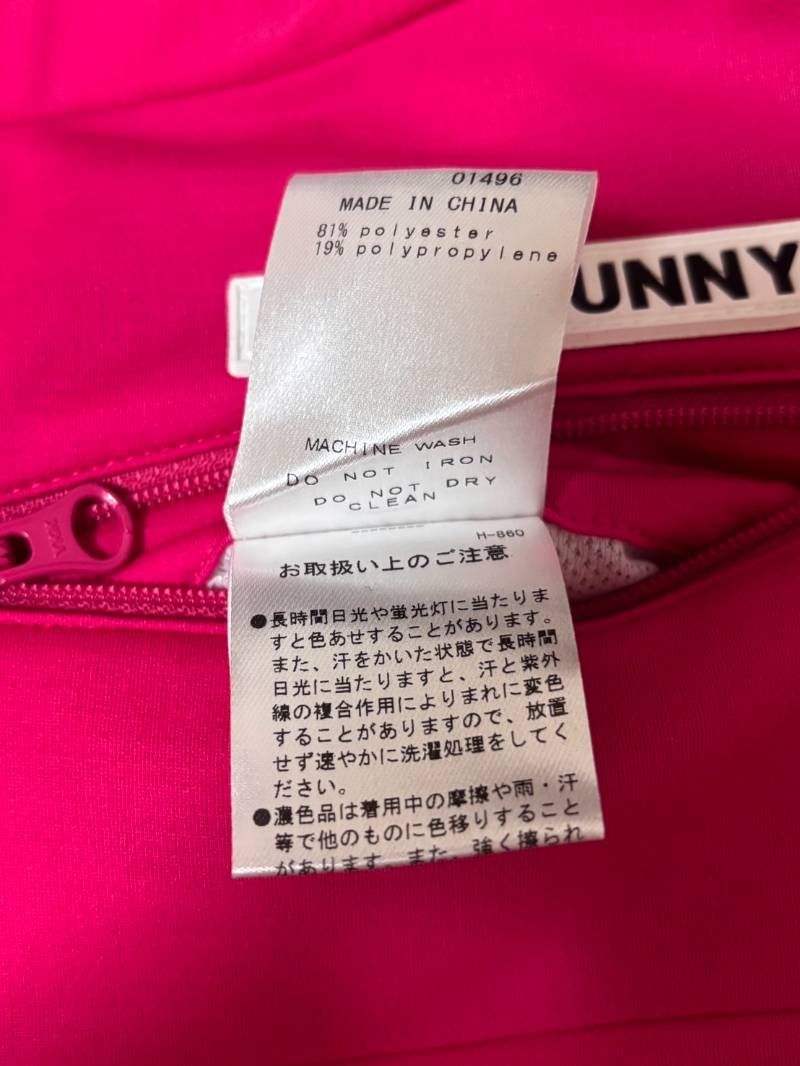 01496
MADE IN CHINA
81% polyester
19% polypropylene
UNNY
MACHINE WASH
DO NOT IRON
DO NOT DRY
CLEAN
H-860
お取扱い上のご注意
●長時間日光や蛍光灯に当たりま
すと色あせすることがあります。
また、汗をかいた状態で長時間
日光に当たりますと、汗と紫外
線の複合作用によりまれに変色
することがありますので、放置
せず速やかに洗濯処理をしてく
ださい。
●濃色品は着用中の摩擦や雨・汗
等で他のものに色移りすること
があります。また、強く擦られ
YKK